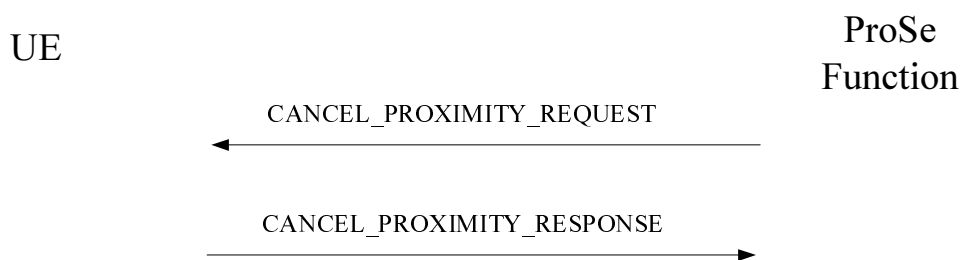 UE
ProSe
Function
CANCEL_PROXIMITY_REQUEST
CANCEL_PROXIMITY_RESPONSE